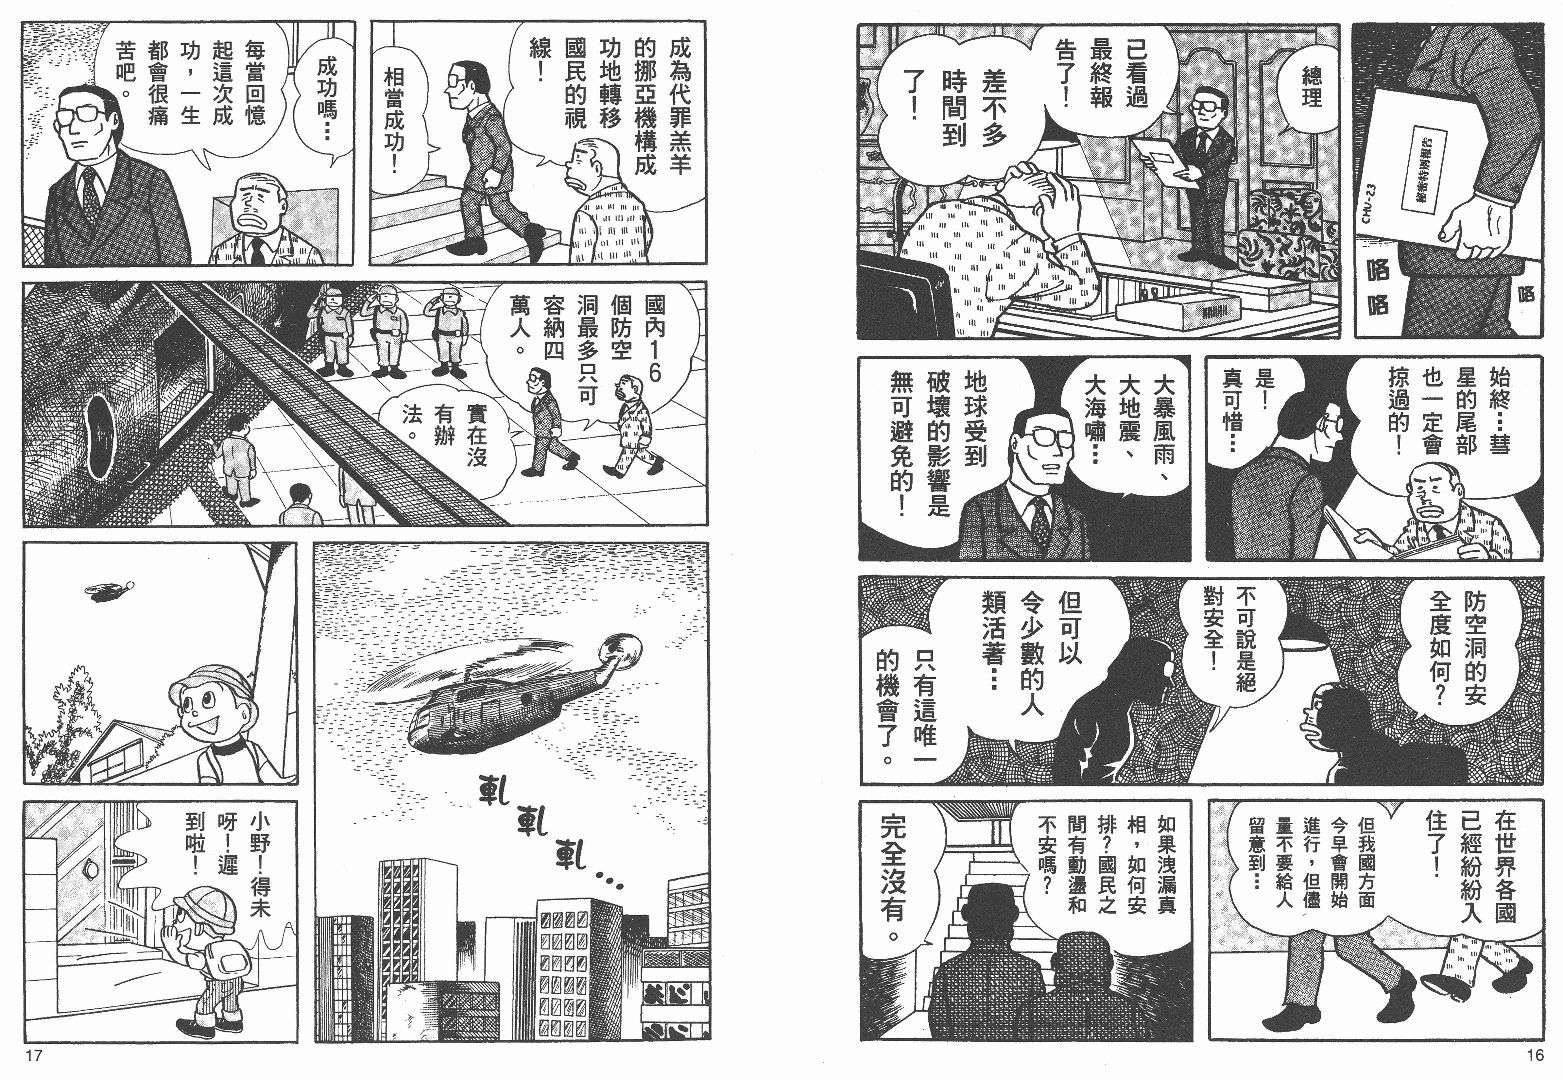 秘密特別報告
CMU-23
咯
咯
咯
總理
已看過
最終報
告了！
差不多
時間到
了！
始終…彗
星的尾部
也一定會
掠過的！
是！
真可惜…
大暴風雨、
大地震、
大海嘯…
地球受到
破壞的影響是
無可避免的！
防空洞的安
全度如何？
不可說是絕
對安全！
但可以
令少數的人
類活著…
只有這唯一
的機會了。
在世界各國
已經紛紛入
住了！
但我國方面
今早會開始
進行，但儘
量不要給人
留意到…
如果洩漏真
相，如何安
排？國民之
間有動盪和
不安嗎？
完全沒有。
16
成為代罪羔羊
的挪亞機構成
功地轉移
國民的視
線！
相當成功！
成功嗎…
每當回憶
起這次成
功，一生
都會很痛
苦吧。
國內16
個防空
洞最多只可
容納四
萬人。
實在沒
有辦
法。
軋
軋
軋…
小野！得未
呀！遲
到啦！
17